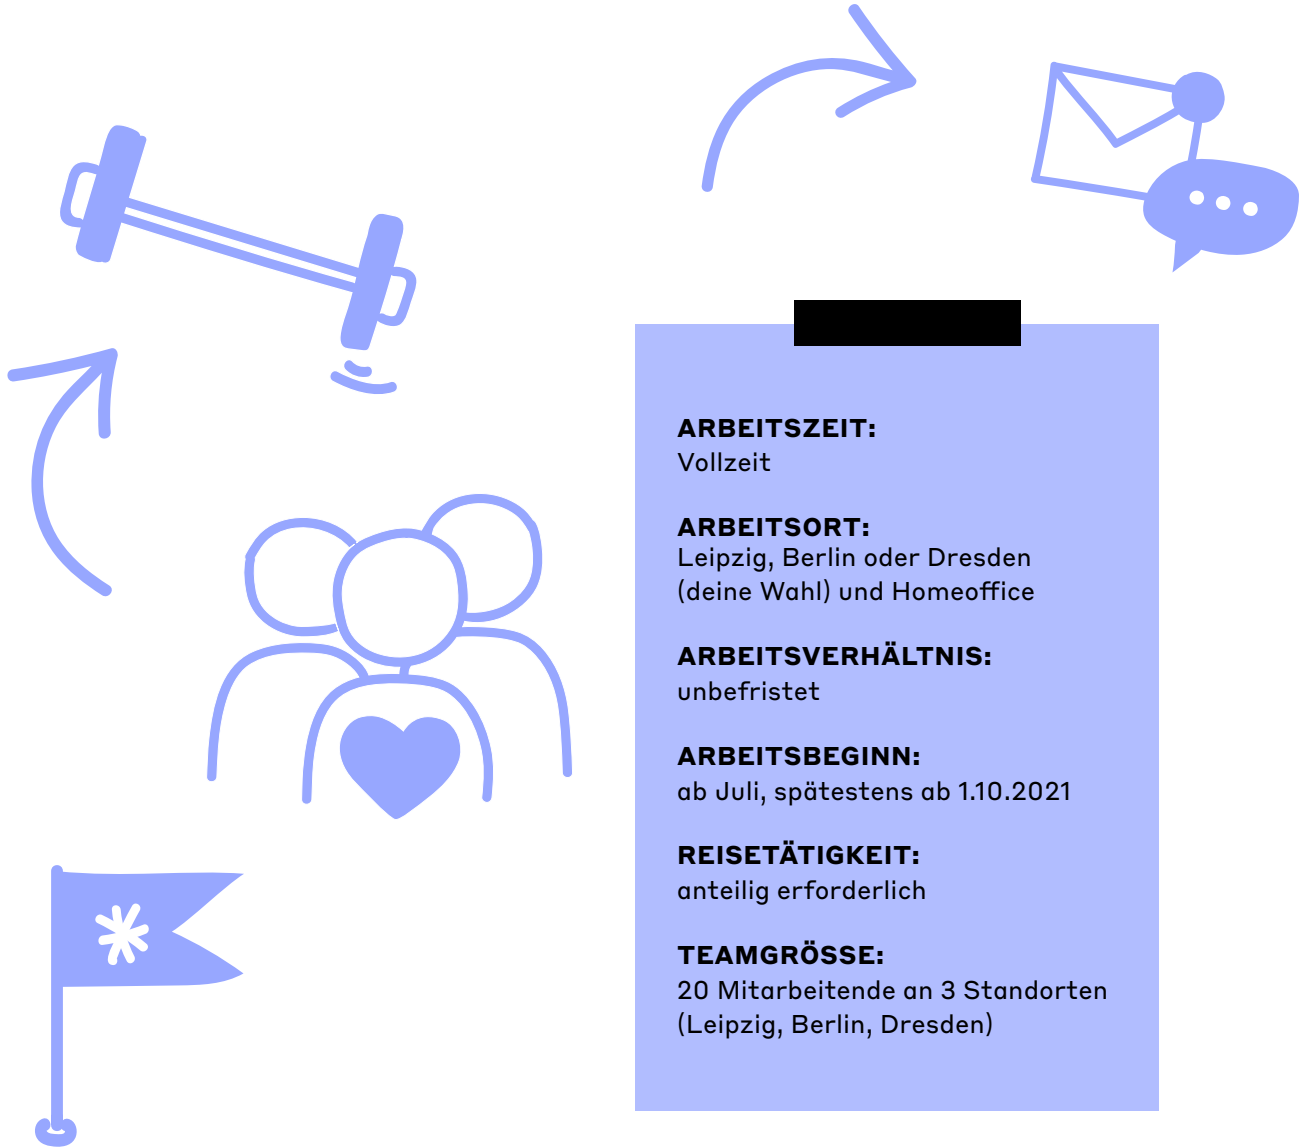 ARBEITSZEIT:
Vollzeit
ARBEITSORT:
Leipzig, Berlin oder Dresden
(deine Wahl) und Homeoffice
ARBEITSVERHÄLTNIS:
unbefristet
ARBEITSBEGINN:
ab Juli, spätestens ab 1.10.2021
REISETÄTIGKEIT:
anteilig erforderlich
TEAMGRÖSSE:
20 Mitarbeitende an 3 Standorten
(Leipzig, Berlin, Dresden)